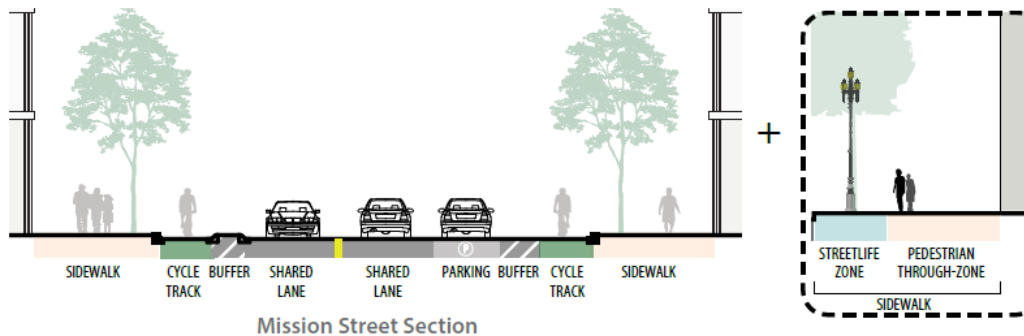 +
SIDEWALK
CYCLE
TRACK
BUFFER
SHARED
LANE
SHARED
LANE
P
PARKING
BUFFER
CYCLE
TRACK
SIDEWALK
Mission Street Section
STREETLIFE
ZONE
PEDESTRIAN
THROUGH-ZONE
SIDEWALK